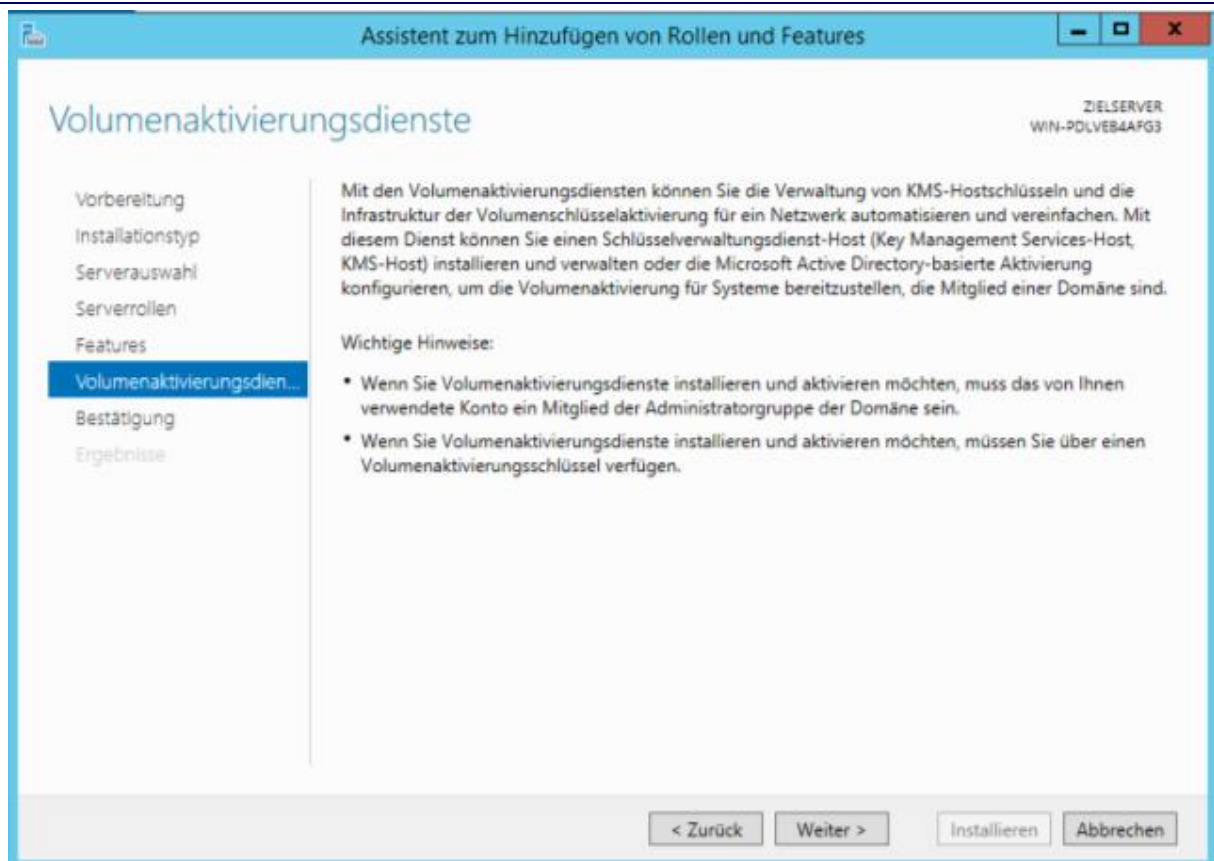 Assistent zum Hinzufügen von Rollen und Features
Volumenaktivierungsdienste
ZIELSERVER
WIN-PDLVEB4AFG3
Vorbereitung
Installationstyp
Serverauswahl
Serverrollen
Features
Volumenaktivierungsdien...
Bestätigung
Ergebnisse
Mit den Volumenaktivierungsdiensten können Sie die Verwaltung von KMS-Hostschlüsseln und die
Infrastruktur der Volumenschlüsselaktivierung für ein Netzwerk automatisieren und vereinfachen. Mit
diesem Dienst können Sie einen Schlüsselverwaltungsdienst-Host (Key Management Services-Host,
KMS-Host) installieren und verwalten oder die Microsoft Active Directory-basierte Aktivierung
konfigurieren, um die Volumenaktivierung für Systeme bereitzustellen, die Mitglied einer Domäne sind.
Wichtige Hinweise:
• Wenn Sie Volumenaktivierungsdienste installieren und aktivieren möchten, muss das von Ihnen
verwendete Konto ein Mitglied der Administratorgruppe der Domäne sein.
• Wenn Sie Volumenaktivierungsdienste installieren und aktivieren möchten, müssen Sie über einen
Volumenaktivierungsschlüssel verfügen.
< Zurück
Weiter >
Installieren
Abbrechen